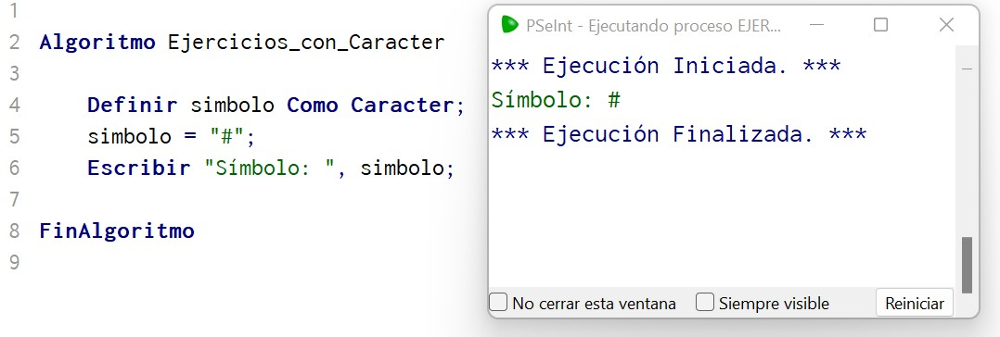 1
2 Algoritmo Ejercicios_con_Caracter
3
4 Definir simbolo Como Caracter;
5 simbolo = "#";
6 Escribir "Símbolo: ", simbolo;
7
8 FinAlgoritmo
9
PSeInt - Ejecutando proceso EJER...
*** Ejecución Iniciada. ***
Símbolo: #
*** Ejecución Finalizada. ***
No cerrar esta ventana Siempre visible Reiniciar